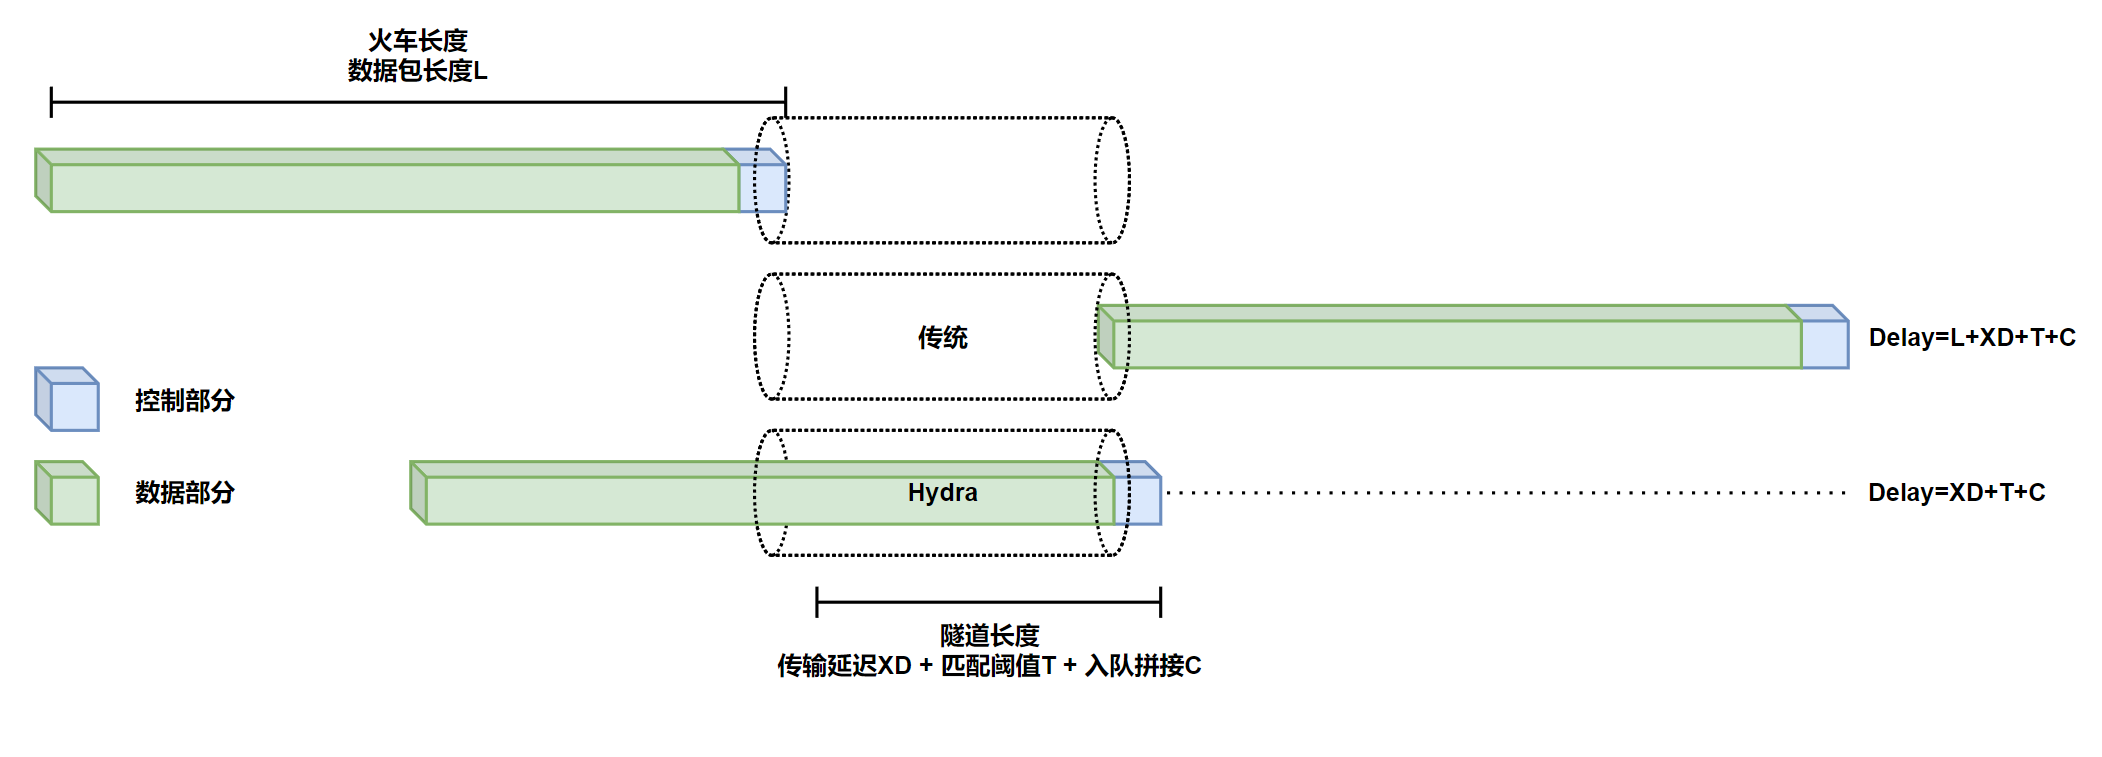 火车长度
数据包长度L
传统
Delay=L+XD+T+C
控制部分
数据部分
Hydra
Delay=XD+T+C
隧道长度
传输延迟XD + 匹配阈值T + 入队拼接C